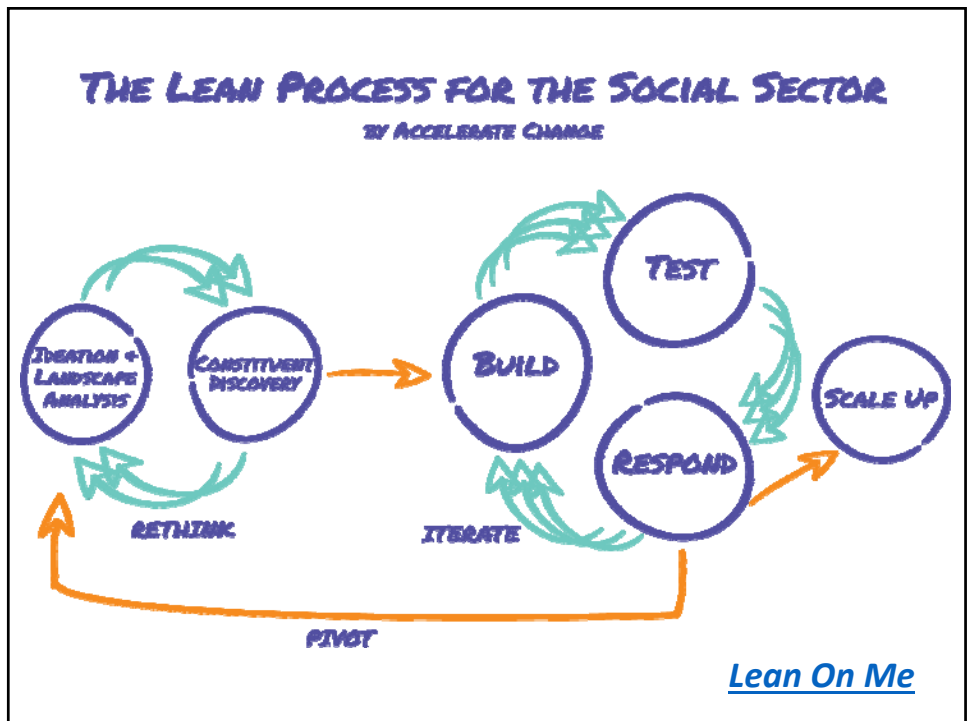 THE LEAN PROCESS FOR THE SOCIAL SECTOR
BY ACCELERATE CHANGE
IDEATION +
LANDSCAPE
ANALYSIS
CONSTITUENT
DISCOVERY
RETHINK
BUILD
TEST
RESPOND
ITERATE
SCALE UP
PIVOT
Lean On Me